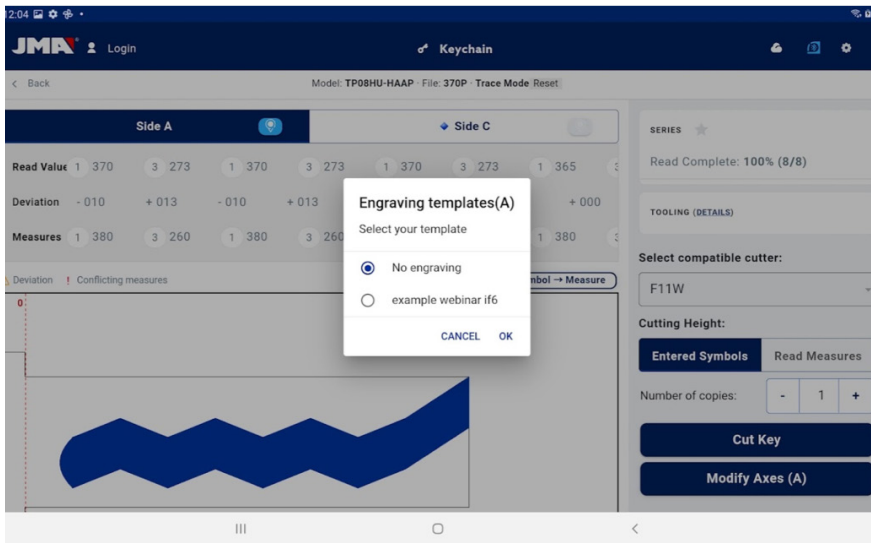 12:04
JMA Login
Keychain
Back
Model: TP08HU-HAAP · File: 370P · Trace Mode Reset
Side A
Side C
Read Value 1 370 3 273 1 370 3 273 1 370 3 273 1 365 3
Deviation - 010 + 013 - 010 + 013 + 000
Measures 1 380 3 260 1 380 3 260 1 380 3
Deviation ! Conflicting measures
→ Measure
0
Engraving templates(A)
Select your template
No engraving
example webinar if6
CANCEL OK
SERIES
Read Complete: 100% (8/8)
TOOLING (DETAILS)
Select compatible cutter:
F11W
Cutting Height:
Entered Symbols Read Measures
Number of copies: - 1 +
Cut Key
Modify Axes (A)